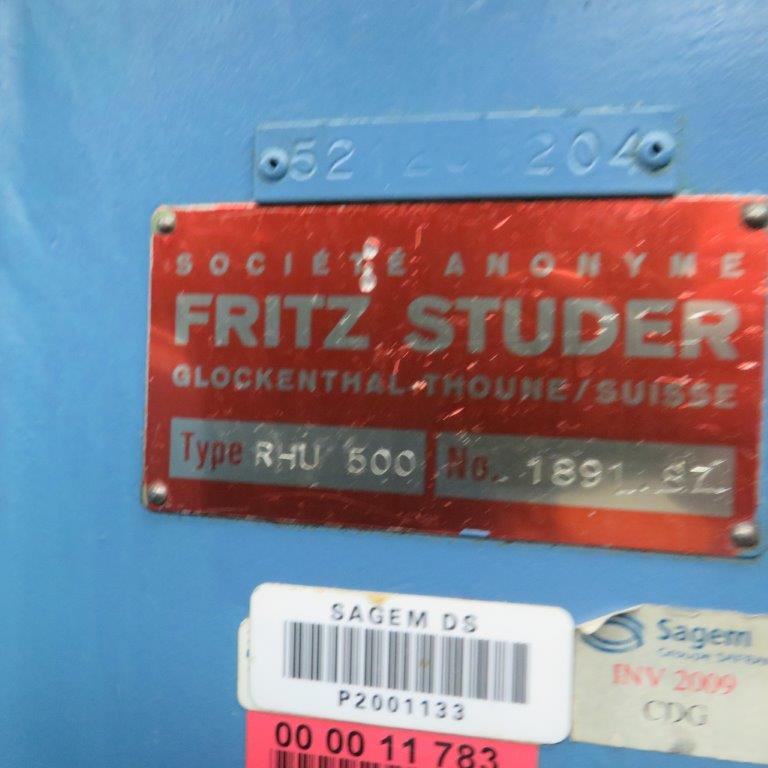 204
SOCIÉTÉ ANONYME
FRITZ STUDER
GLOCKENTHAL-THOUNE/SUISSE
Type RHU 500 No. 1891.
SAGEM DS
P2001133
Sagem
INV 2009
CDG
00 00 11 783